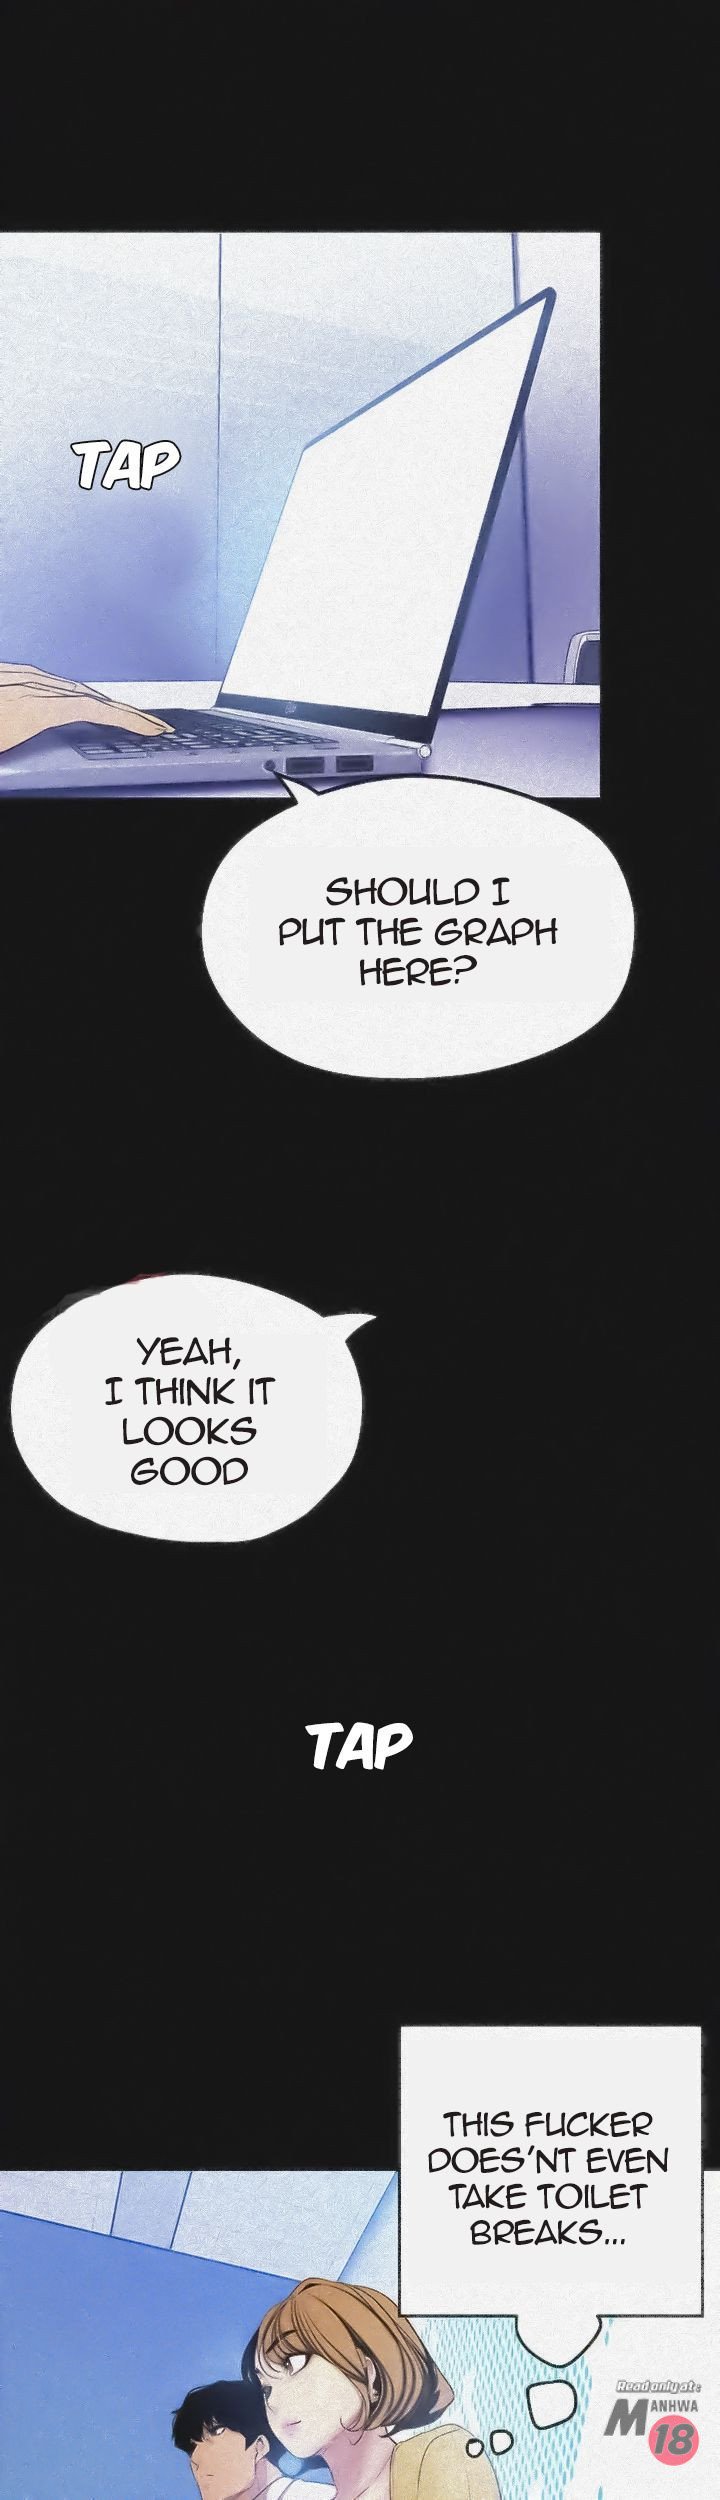 TAP
SHOULD I
PUT THE GRAPH
HERE?
YEAH,
I THINK IT
LOOKS
GOOD
TAP
THIS FUCKER
DOES'NT EVEN
TAKE TOILET
BREAKS...
Read only at:
MANHWA
18